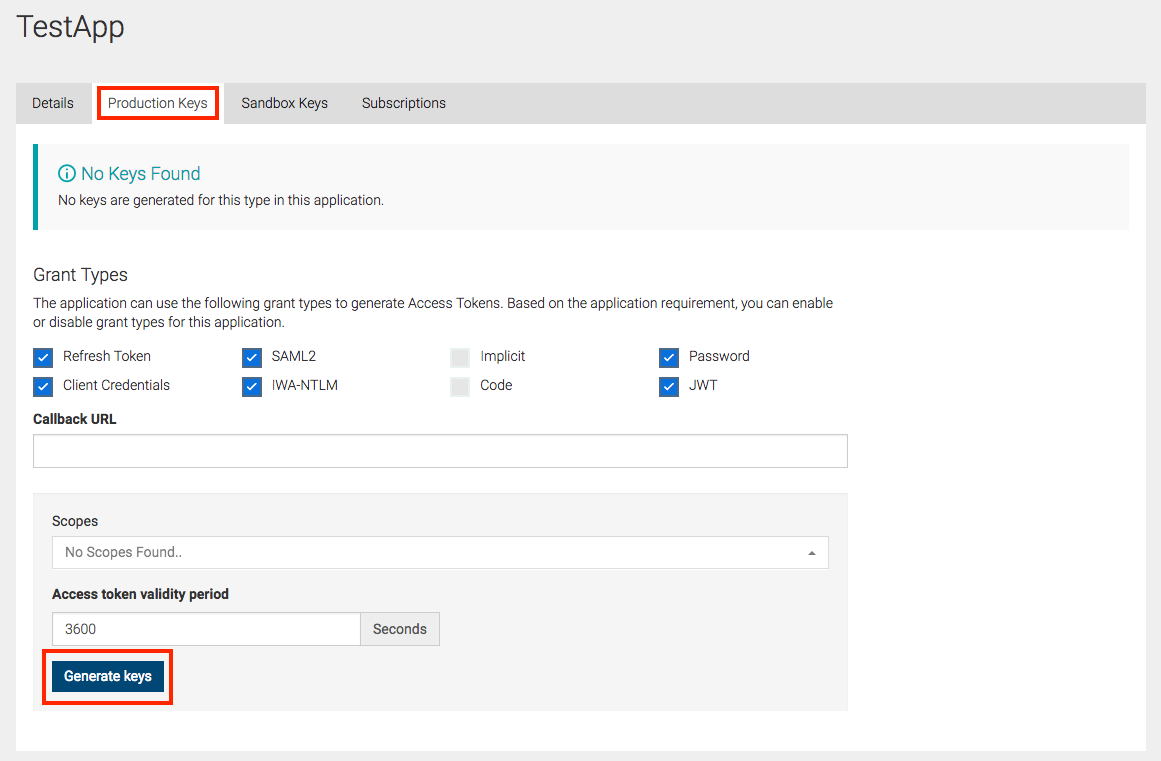 TestApp
Details Production Keys Sandbox Keys Subscriptions
No Keys Found
No keys are generated for this type in this application.
Grant Types
The application can use the following grant types to generate Access Tokens. Based on the application requirement, you can enable
or disable grant types for this application.
Refresh Token SAML2 Implicit Password
Client Credentials IWA-NTLM Code JWT
Callback URL
Scopes
No Scopes Found..
Access token validity period
3600 Seconds
Generate keys